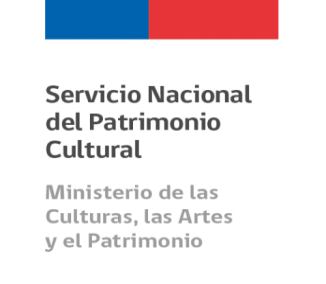 Servicio Nacional
del Patrimonio
Cultural
Ministerio de las
Culturas, las Artes
y el Patrimonio